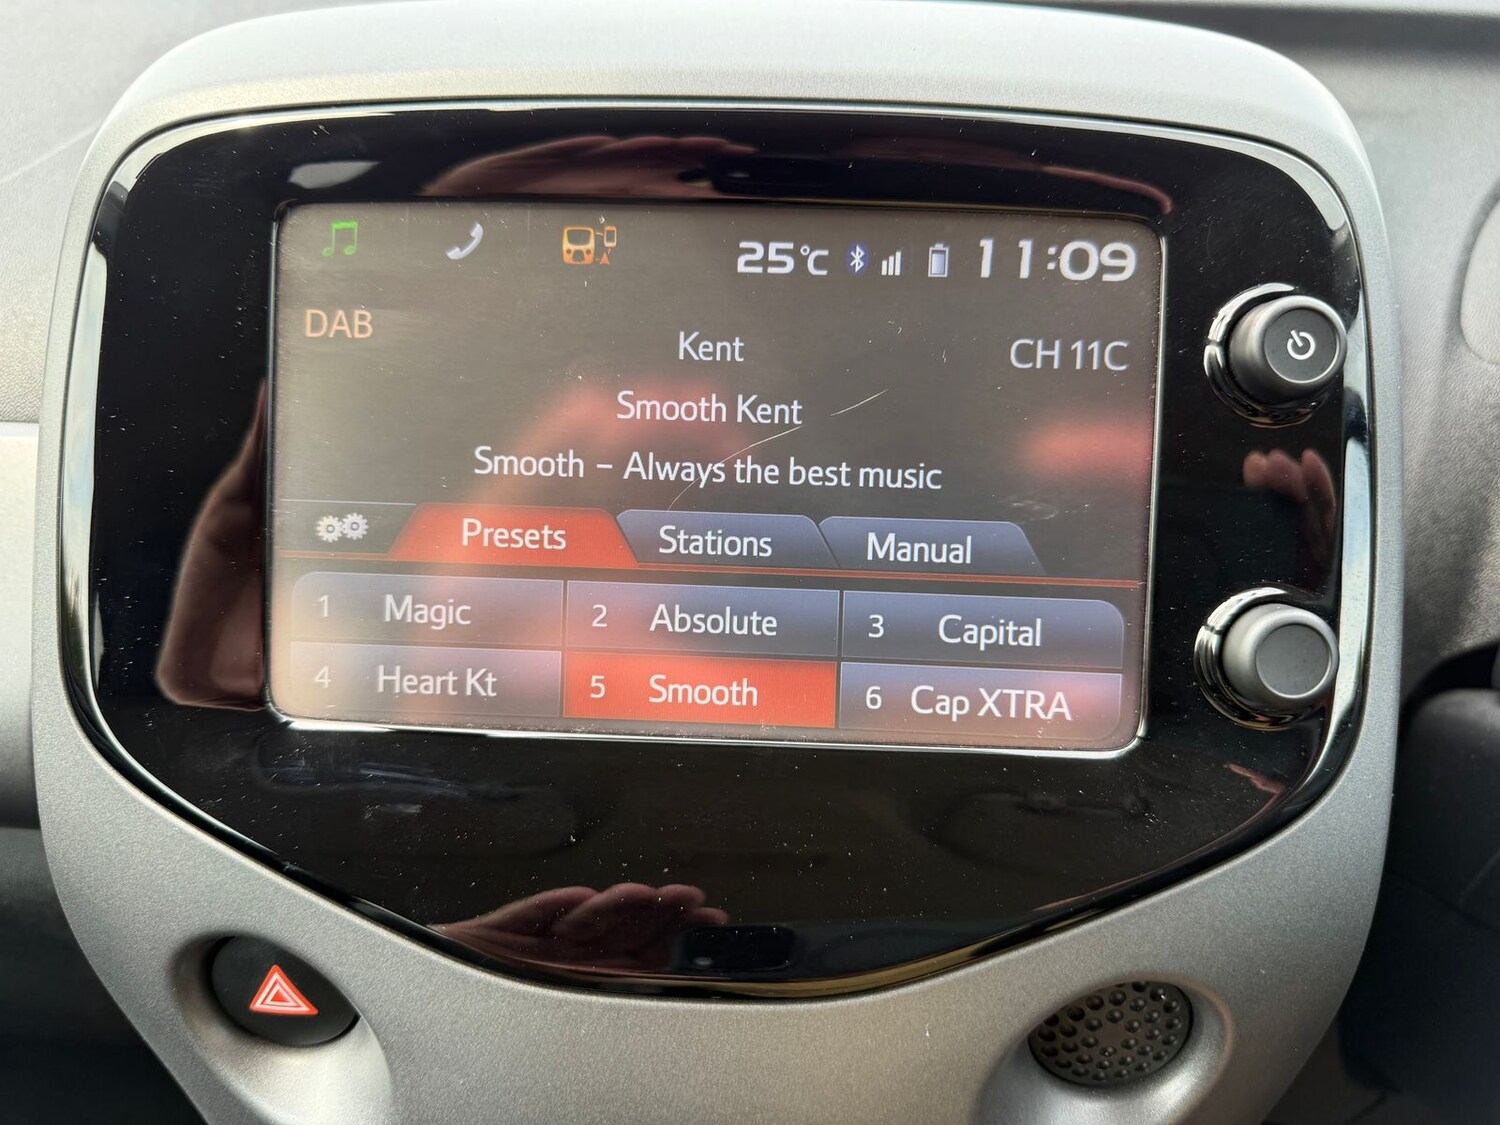 25°C 11:09
DAB
Kent
CH 11C
Smooth Kent
Smooth – Always the best music
Presets Stations Manual
1 Magic 2 Absolute 3 Capital
4 Heart Kt 5 Smooth 6 Cap XTRA